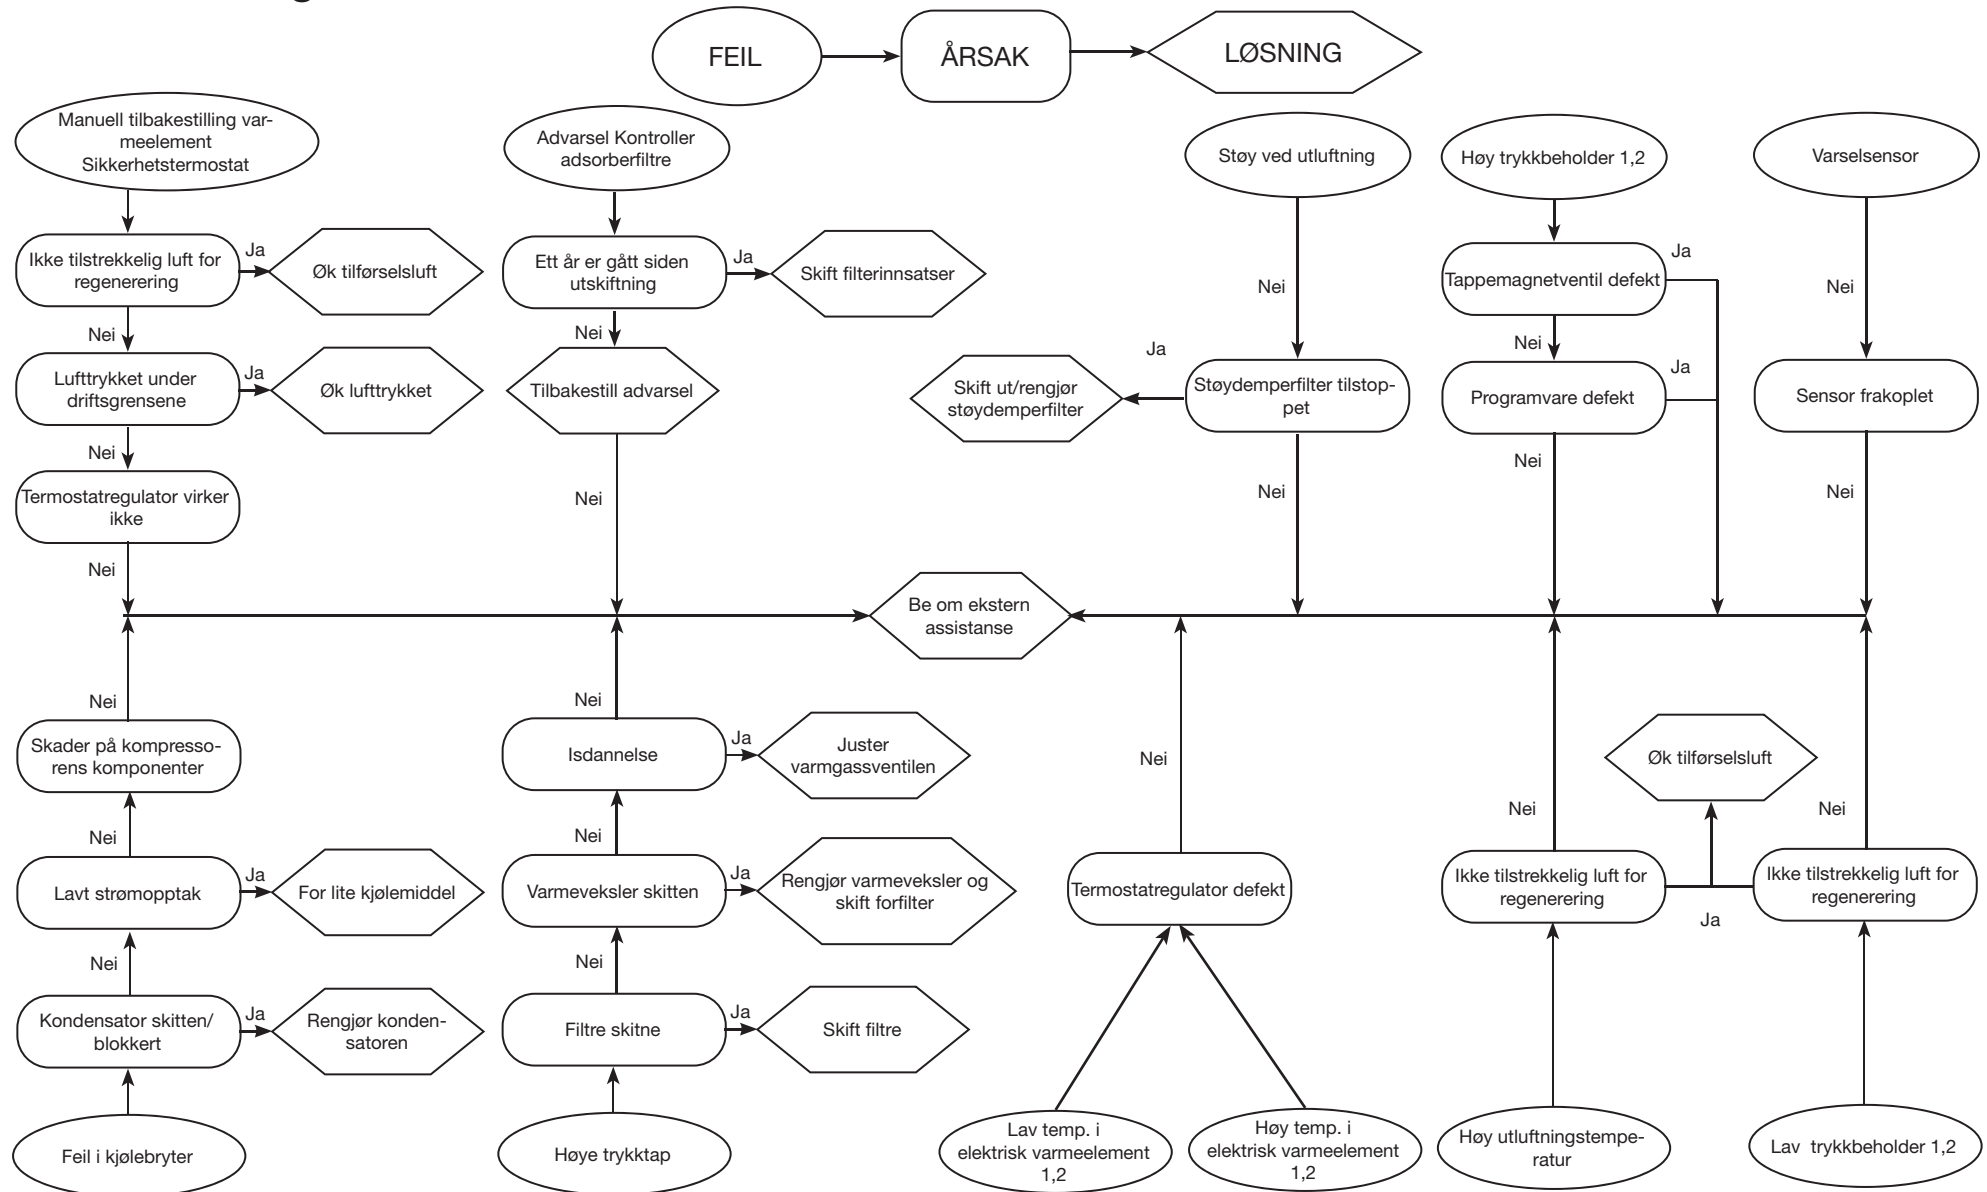 FEIL
ÅRSAK
LØSNING
Manuell tilbakestilling var-
meelement
Sikkerhetstermostat
Ikke tilstrekkelig luft for
regenerering
Ja
Øk tilførselsluft
Nei
Lufttrykket under
driftsgrensene
Ja
Øk lufttrykket
Nei
Termostatregulator virker
ikke
Nei
Advarsel Kontroller
adsorberfiltre
Ett år er gått siden
utskiftning
Ja
Skift filterinnsatser
Nei
Tilbakestill advarsel
Nei
Støy ved utluftning
Nei
Støydemperfilter tilstop-
pet
Ja
Skift ut/rengjør
støydemperfilter
Nei
Høy trykkbeholder 1,2
Tappemagnetventil defekt
Ja
Nei
Programvare defekt
Ja
Nei
Varselsensor
Nei
Sensor frakoplet
Nei
Be om ekstern
assistanse
Nei
Skader på kompresso-
rens komponenter
Nei
Lavt strømopptak
Ja
For lite kjølemiddel
Nei
Kondensator skitten/
blokkert
Ja
Rengjør konden-
satoren
Feil i kjølebryter
Nei
Isdannelse
Ja
Juster
varmgassventilen
Nei
Varmeveksler skitten
Ja
Rengjør varmeveksler og
skift forfilter
Nei
Filtre skitne
Ja
Skift filtre
Høye trykktap
Nei
Termostatregulator defekt
Lav temp. i
elektrisk varmeelement
1,2
Høy temp. i
elektrisk varmeelement
1,2
Nei
Ikke tilstrekkelig luft for
regenerering
Høy utluftningstempe-
ratur
Øk tilførselsluft
Ja
Nei
Ikke tilstrekkelig luft for
regenerering
Lav trykkbeholder 1,2